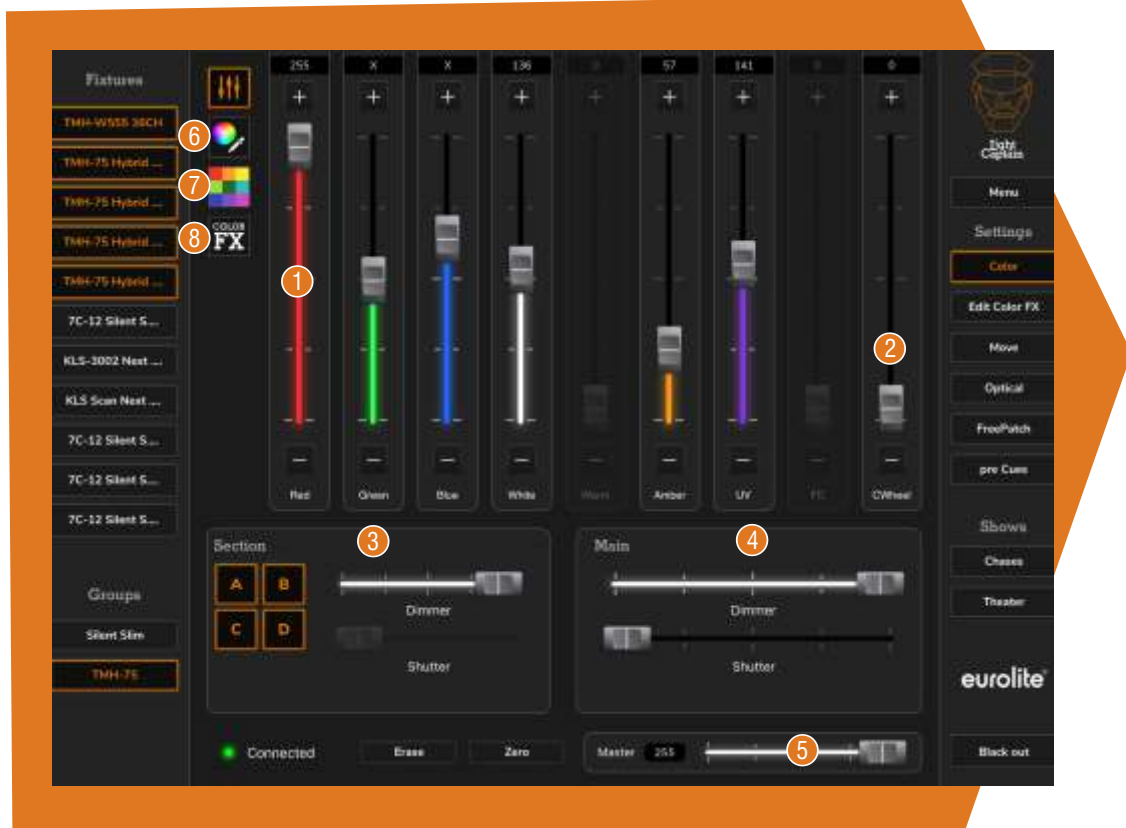 Fixtures
TMH-W555 36CH
TMH-75 Hybrid ...
TMH-75 Hybrid ...
TMH-75 Hybrid ...
TMH-75 Hybrid ...
7C-12 Silent S...
KLS-3002 Next ...
KLS Scan Next ...
7C-12 Silent S...
7C-12 Silent S...
7C-12 Silent S...
Groups
Silent Slim
TMH-75
6
7
8
COLOR
FX
255 X X 136 57 141 0
+ + + + + + + + +
1
2
- - - - - - - - -
Red Green Blue White Warm Amber UV CWheel
Section
3
A B
C D
Dimmer
Shutter
Main
4
Dimmer
Shutter
Connected
Erase
Zero
Master 255
5
Light
Captain
Menu
Settings
Color
Edit Color FX
Move
Optical
FreePatch
pre Cues
Shows
Chases
Theater
eurolite
Black out